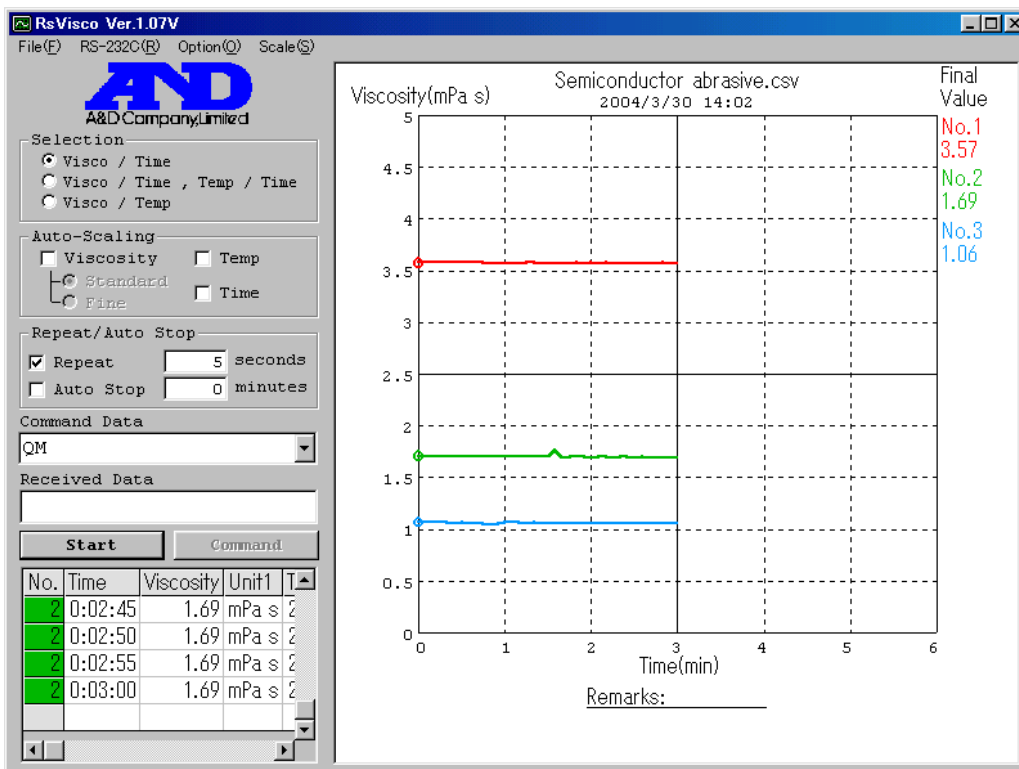 RsVisco Ver.1.07V
File(F) RS-232C(R) Option(O) Scale(S)
AND
A&D Company,Limited
Selection
Visco / Time
Visco / Time , Temp / Time
Visco / Temp
Auto-Scaling
Viscosity Temp
Standard
Time
Fine
Repeat/Auto Stop
Repeat 5 seconds
Auto Stop 0 minutes
Command Data
QM
Received Data
Start Command
No. Time Viscosity Unit1 T
2 0:02:45 1.69 mPa s 2
2 0:02:50 1.69 mPa s 2
2 0:02:55 1.69 mPa s 2
2 0:03:00 1.69 mPa s 2
Viscosity(mPa s)
Semiconductor abrasive.csv
2004/3/30 14:02
Final
Value
No.1
3.57
No.2
1.69
No.3
1.06
5
4.5
4
3.5
3
2.5
2
1.5
1
0.5
0
0 1 2 3 4 5 6
Time(min)
Remarks: